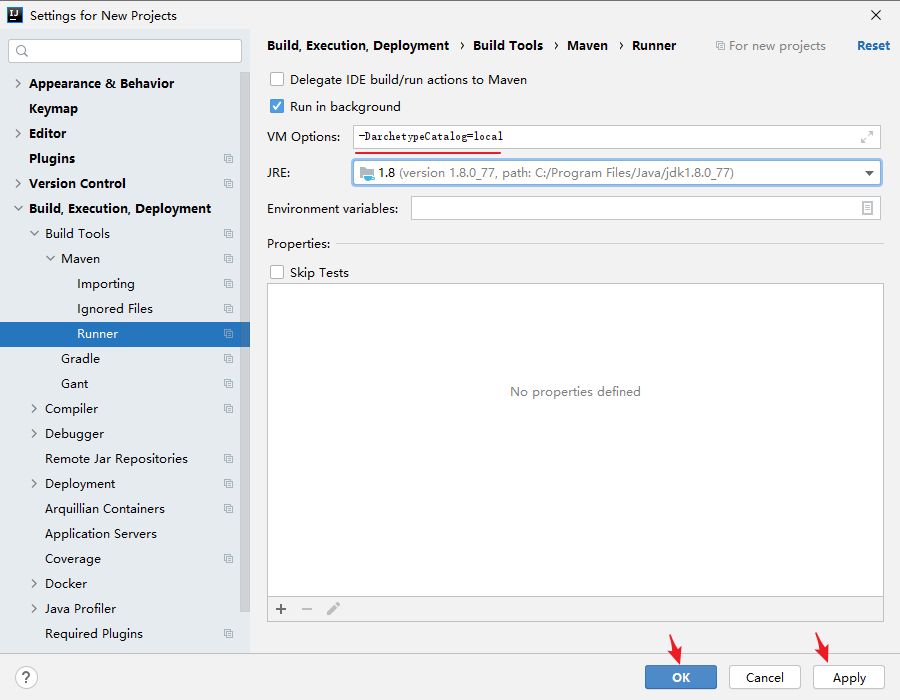 IJ Settings for New Projects
Build, Execution, Deployment › Build Tools › Maven › Runner For new projects Reset
Appearance & Behavior
Keymap
Editor
Plugins
Version Control
Build, Execution, Deployment
Build Tools
Maven
Importing
Ignored Files
Runner
Gradle
Gant
Compiler
Debugger
Remote Jar Repositories
Deployment
Arquillian Containers
Application Servers
Coverage
Docker
Java Profiler
Required Plugins
Delegate IDE build/run actions to Maven
Run in background
VM Options: -DarchetypeCatalog=local
JRE: 1.8 (version 1.8.0_77, path: C:/Program Files/Java/jdk1.8.0_77)
Environment variables:
Properties:
Skip Tests
No properties defined
? OK Cancel Apply